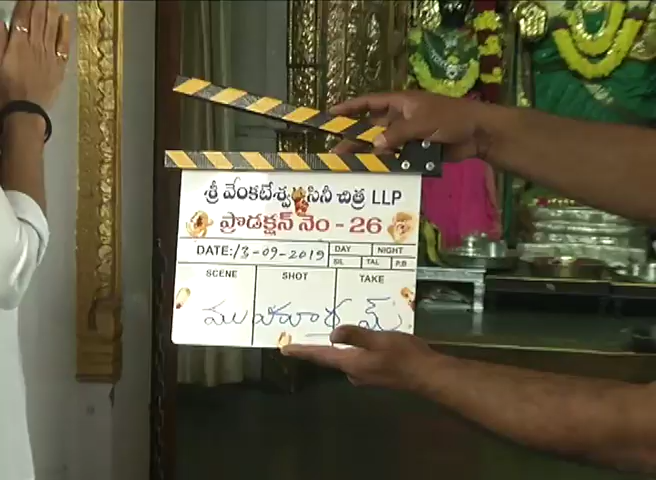 శ్రీ వేంకటేశ్వర సినీ చిత్ర LLP
ప్రొడక్షన్ నెం - 26
DATE: 13-09-2019 DAY NIGHT
SIL TAL P.B
SCENE SHOT TAKE
ముహూర్తమ్